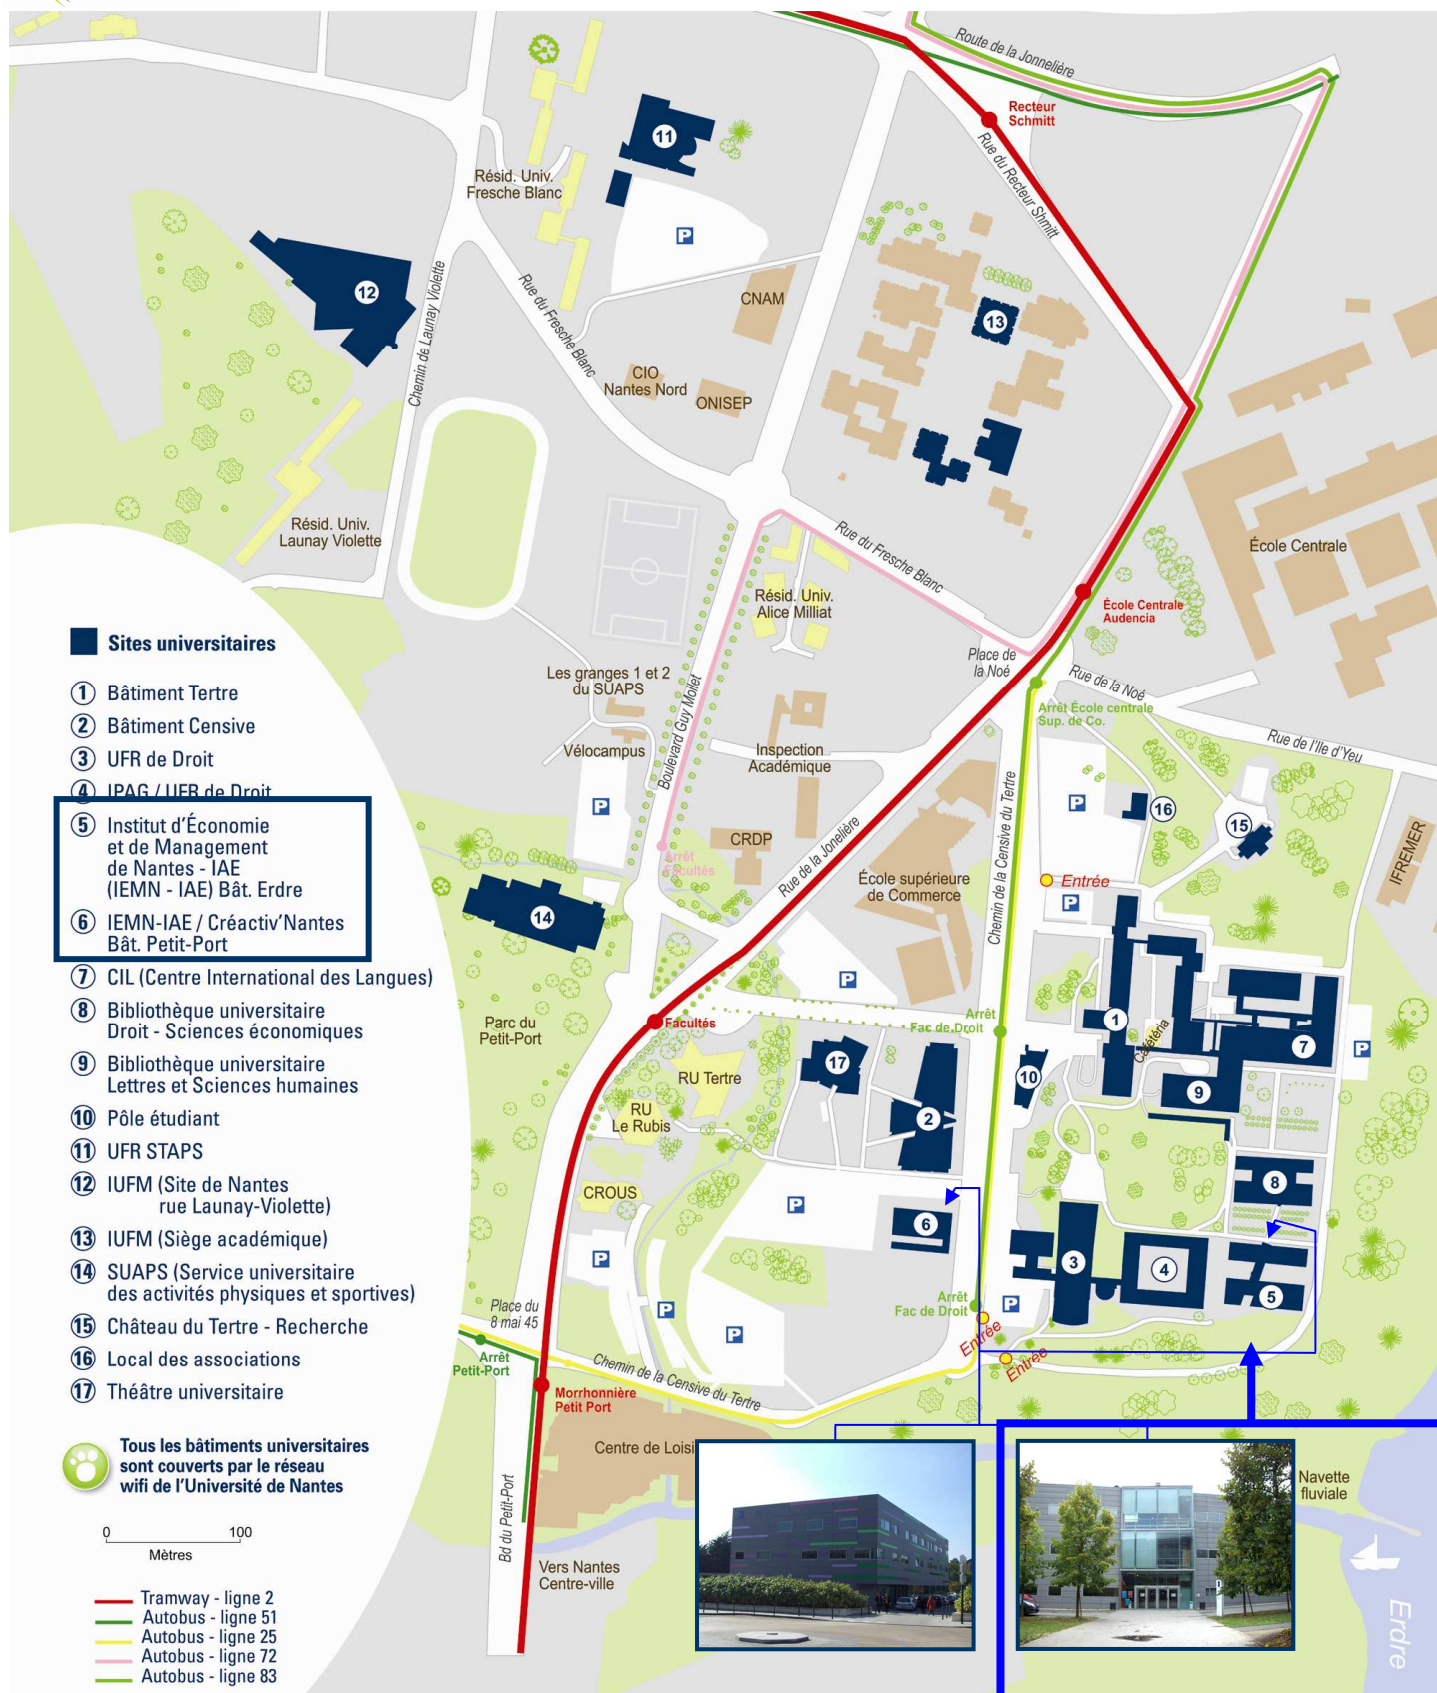 Route de la Jonnelière
Recteur
Schmitt
Rue du Recteur Shmitt
11
Résid. Univ.
Fresche Blanc
P
12
Chemin de Launay Violette
Rue du Fresche Blanc
CNAM
13
CIO
Nantes Nord
ONISEP
Résid. Univ.
Launay Violette
École Centrale
Rue du Fresche Blanc
Résid. Univ.
Alice Milliat
École Centrale
Audencia
Place de
la Noé
Rue de la Noé
Arrêt École centrale
Sup. de Co.
Rue de l'Ile d'Yeu
Les granges 1 et 2
du SUAPS
Vélocampus
Boulevard Guy Mollet
Inspection
Académique
P
P
16
15
IFREMER
CRDP
Arrêt
Facultés
Rue de la Jonelière
École supérieure
de Commerce
Chemin de la Censive du Tertre
Entrée
P
14
P
Facultés
Parc du
Petit-Port
Arrêt
Fac de Droit
1
Cafétéria
7
P
RU Tertre
17
10
RU
Le Rubis
2
9
CROUS
8
P
6
P
3
4
5
Arrêt
Fac de Droit
P
P
P
Entrée
Entrée
Place du
8 mai 45
Arrêt
Petit-Port
Chemin de la Censive du Tertre
Morrhonnière
Petit Port
Centre de Loisi
Bd du Petit-Port
Vers Nantes
Centre-ville
Navette
fluviale
Erdre
Sites universitaires
1 Bâtiment Tertre
2 Bâtiment Censive
3 UFR de Droit
4 IPAG / UFR de Droit
5 Institut d'Économie
et de Management
de Nantes - IAE
(IEMN - IAE) Bât. Erdre
6 IEMN-IAE / Créactiv'Nantes
Bât. Petit-Port
7 CIL (Centre International des Langues)
8 Bibliothèque universitaire
Droit - Sciences économiques
9 Bibliothèque universitaire
Lettres et Sciences humaines
10 Pôle étudiant
11 UFR STAPS
12 IUFM (Site de Nantes
rue Launay-Violette)
13 IUFM (Siège académique)
14 SUAPS (Service universitaire
des activités physiques et sportives)
15 Château du Tertre - Recherche
16 Local des associations
17 Théâtre universitaire
Tous les bâtiments universitaires
sont couverts par le réseau
wifi de l'Université de Nantes
0 100
Mètres
Tramway - ligne 2
Autobus - ligne 51
Autobus - ligne 25
Autobus - ligne 72
Autobus - ligne 83